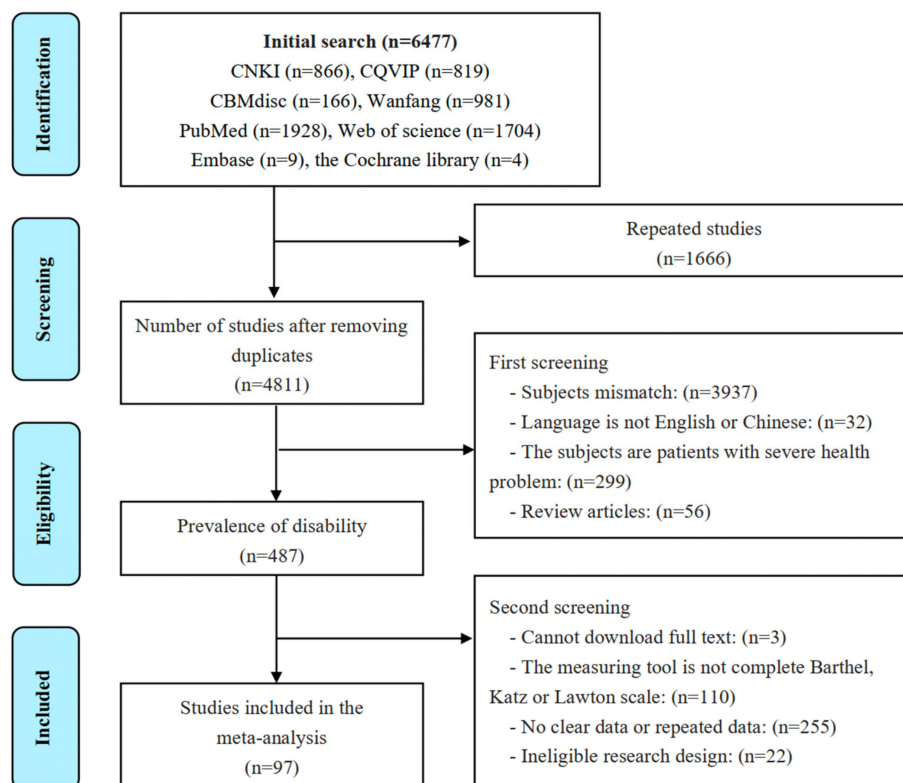 Identification
Initial search (n=6477)
CNKI (n=866), CQVIP (n=819)
CBMdisc (n=166), Wanfang (n=981)
PubMed (n=1928), Web of science (n=1704)
Embase (n=9), the Cochrane library (n=4)
Screening
Repeated studies
(n=1666)
Number of studies after removing
duplicates
(n=4811)
First screening
- Subjects mismatch: (n=3937)
- Language is not English or Chinese: (n=32)
- The subjects are patients with severe health
problem: (n=299)
- Review articles: (n=56)
Eligibility
Prevalence of disability
(n=487)
Second screening
- Cannot download full text: (n=3)
- The measuring tool is not complete Barthel,
Katz or Lawton scale: (n=110)
- No clear data or repeated data: (n=255)
- Ineligible research design: (n=22)
Included
Studies included in the
meta-analysis
(n=97)